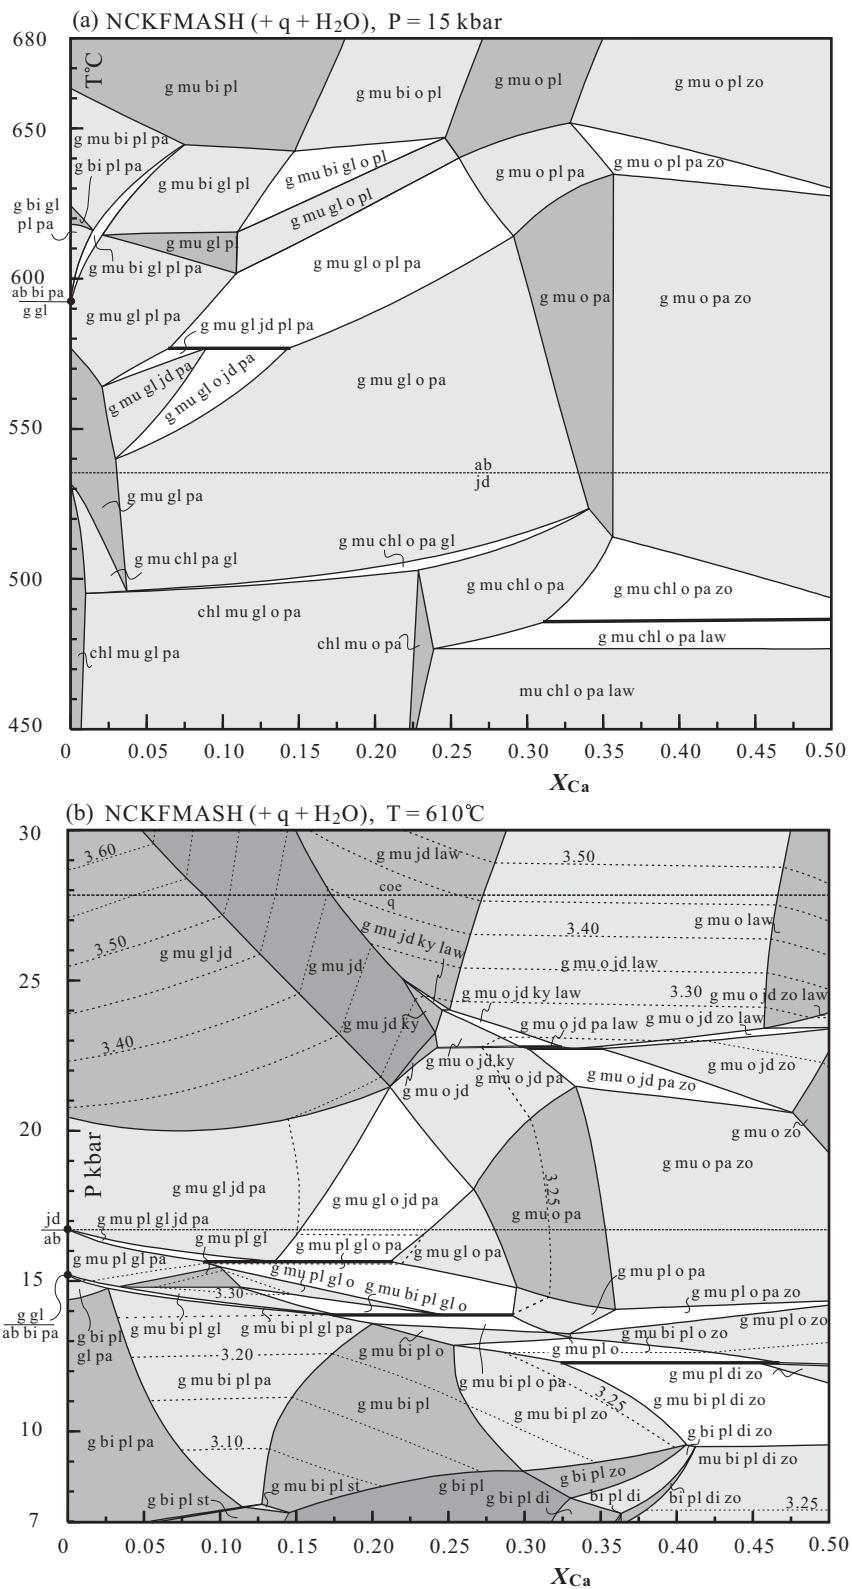 (a) NCKFMASH (+ q + H₂O), P = 15 kbar
680
T℃
g mu bi pl
g mu bi o pl
g mu o pl
g mu o pl zo
650
g mu bi pl pa
g bi pl pa
g mu bi gl pl
g mu bi gl o pl
g mu o pl pa
g mu o pl pa zo
g bi gl
pl pa
g mu gl o pl
g mu gl pl
g mu bi gl pl pa
g mu gl o pl pa
600
ab bi pa
g gl
g mu o pa
g mu o pa zo
g mu gl pl pa
g mu gl jd pl pa
g mu gl jd pa
g mu gl o jd pa
g mu gl o pa
550
ab
jd
g mu gl pa
g mu chl o pa gl
g mu chl pa gl
500
g mu chl o pa
g mu chl o pa zo
chl mu gl o pa
g mu chl o pa law
chl mu o pa
chl mu gl pa
mu chl o pa law
450
0 0.05 0.10 0.15 0.20 0.25 0.30 0.35 0.40 0.45 0.50
XCa
(b) NCKFMASH (+ q + H₂O), T = 610℃
30
3.60
g mu jd law
3.50
coe
q
g mu o law
3.40
g mu jd ky law
3.50
g mu gl jd
g mu jd
g mu o jd law
25
3.30
g mu o jd ky law
g mu o jd zo law
g mu jd ky
g mu o jd pa law
g mu o jd zo law
3.40
g mu o jd ky
g mu o jd zo
g mu o jd
g mu o jd pa
g mu o jd pa zo
20
g mu o zo
P kbar
g mu o pa zo
g mu gl jd pa
g mu gl o jd pa
3.25
g mu o pa
jd
ab
g mu pl gl jd pa
g mu pl gl
g mu pl gl o pa
g mu gl o pa
g mu pl gl pa
g mu pl gl o
g mu pl o pa
15
3.30
g mu bi pl gl o
g mu pl o pa zo
g gl
ab bi pa
g bi pl
gl pa
g mu bi pl gl
g mu bi pl gl pa
g mu bi pl o zo
g mu pl o zo
g mu pl o
3.20
g mu bi pl o
g mu pl di zo
g mu bi pl pa
g mu bi pl o pa
3.25
g mu bi pl di zo
g mu bi pl
g mu bi pl zo
10
3.10
g bi pl pa
g bi pl di zo
mu bi pl di zo
g bi pl zo
g bi pl st
g mu bi pl st
g bi pl
g bi pl di
bi pl di
bi pl di zo
3.25
7
0 0.05 0.10 0.15 0.20 0.25 0.30 0.35 0.40 0.45 0.50
XCa